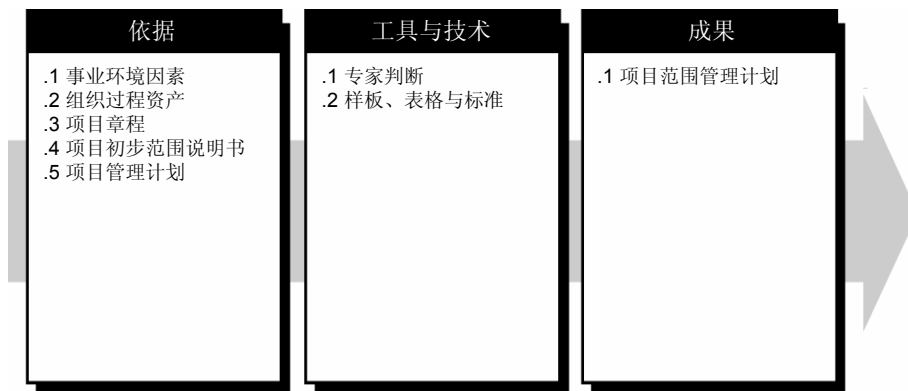 依据
.1 事业环境因素
.2 组织过程资产
.3 项目章程
.4 项目初步范围说明书
.5 项目管理计划
工具与技术
.1 专家判断
.2 样板、表格与标准
成果
.1 项目范围管理计划